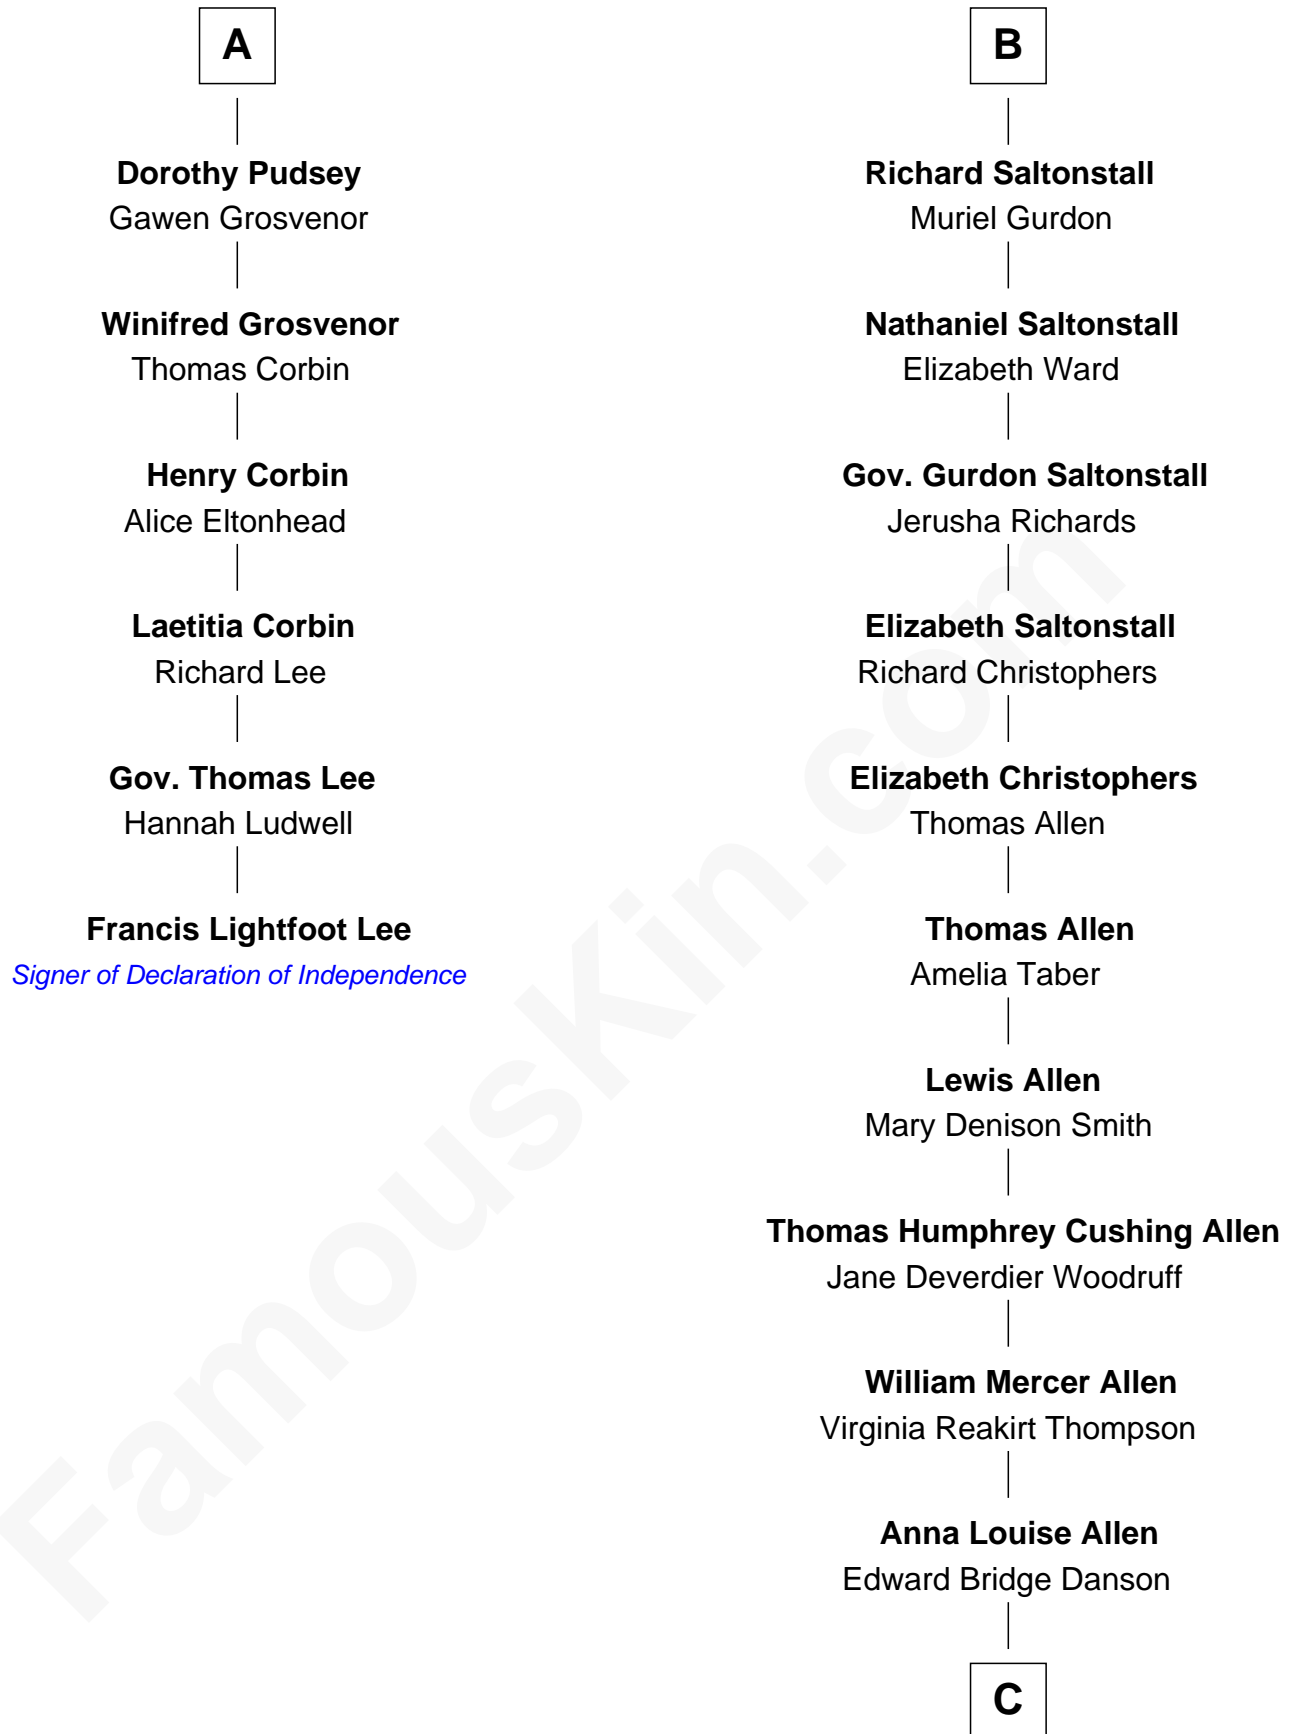 A
Dorothy Pudsey
Gawen Grosvenor
Winifred Grosvenor
Thomas Corbin
Henry Corbin
Alice Eltonhead
Laetitia Corbin
Richard Lee
Gov. Thomas Lee
Hannah Ludwell
Francis Lightfoot Lee
Signer of Declaration of Independence
B
Richard Saltonstall
Muriel Gurdon
Nathaniel Saltonstall
Elizabeth Ward
Gov. Gurdon Saltonstall
Jerusha Richards
Elizabeth Saltonstall
Richard Christophers
Elizabeth Christophers
Thomas Allen
Thomas Allen
Amelia Taber
Lewis Allen
Mary Denison Smith
Thomas Humphrey Cushing Allen
Jane Deverdier Woodruff
William Mercer Allen
Virginia Reakirt Thompson
Anna Louise Allen
Edward Bridge Danson
C
FamousKin.com